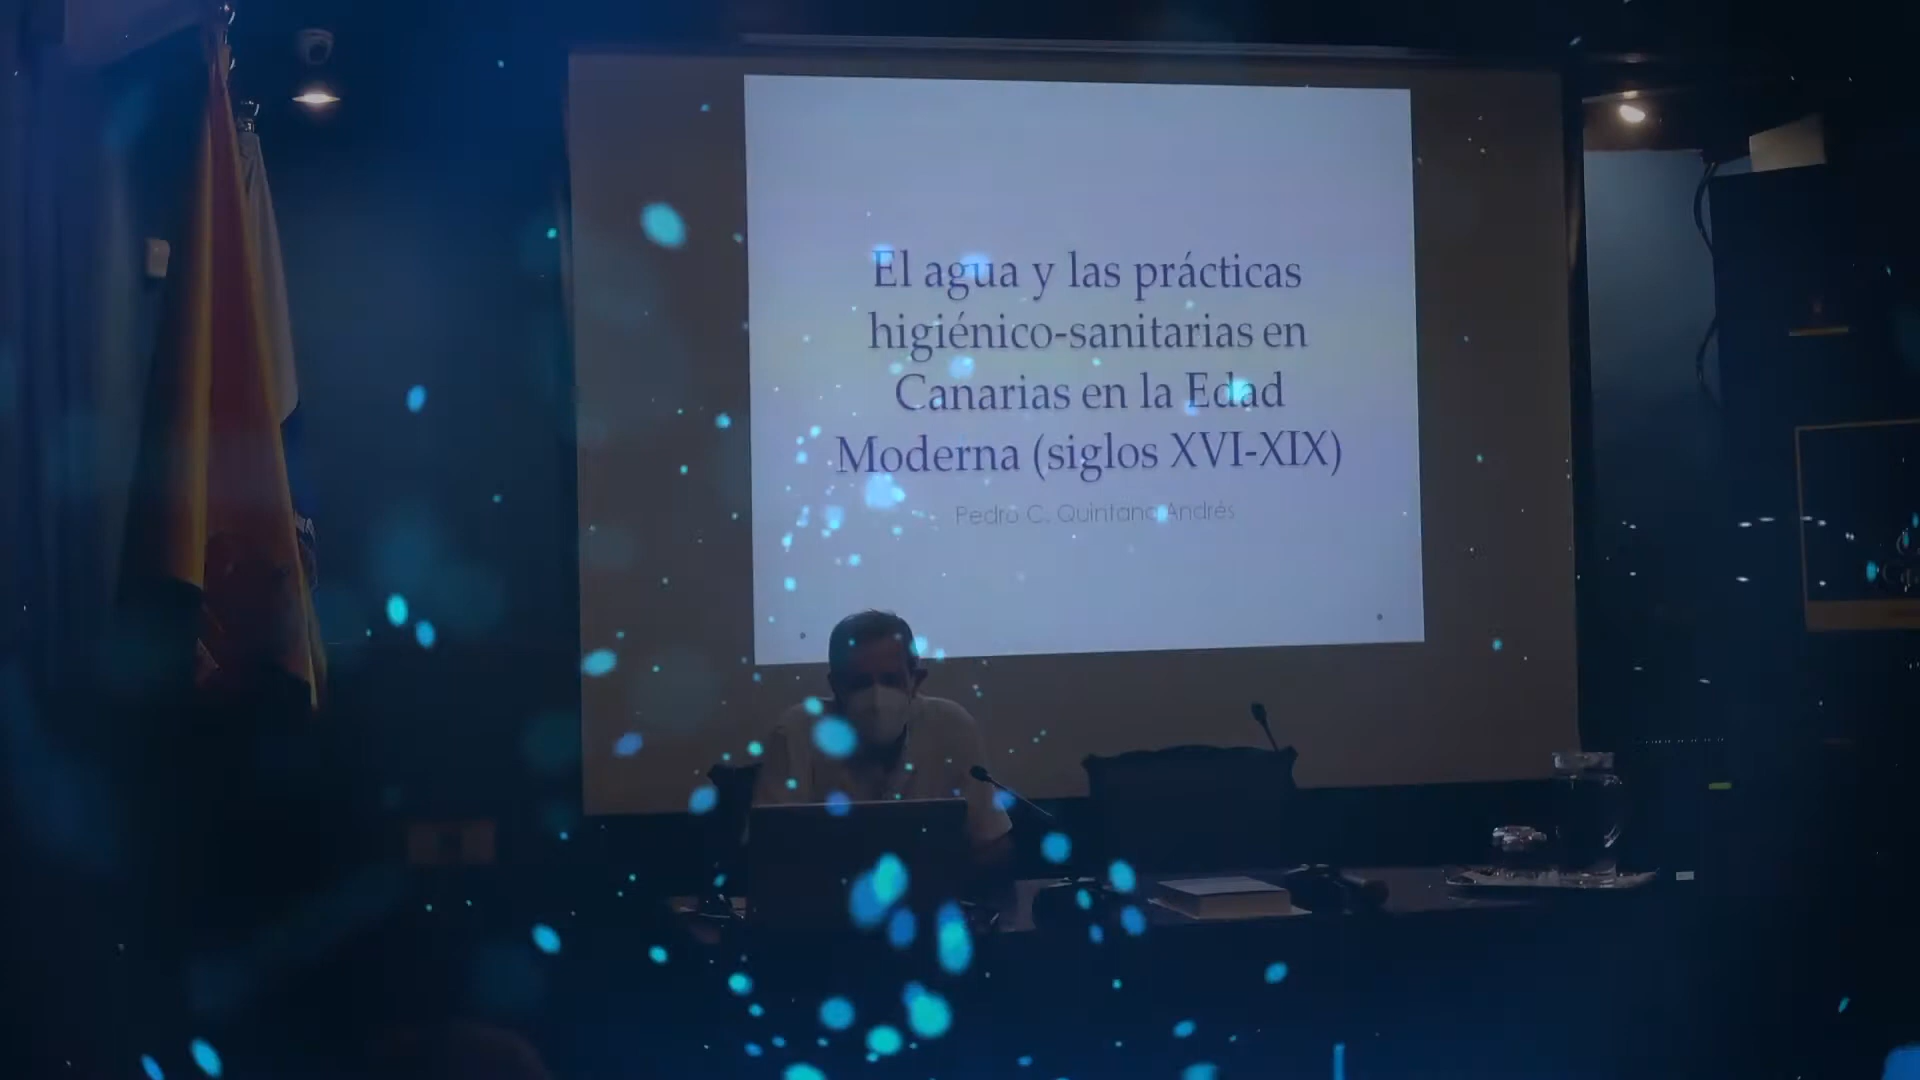 El agua y las prácticas
higiénico-sanitarias en
Canarias en la Edad
Moderna (siglos XVI-XIX)
Pedro C. Quintana Andrés